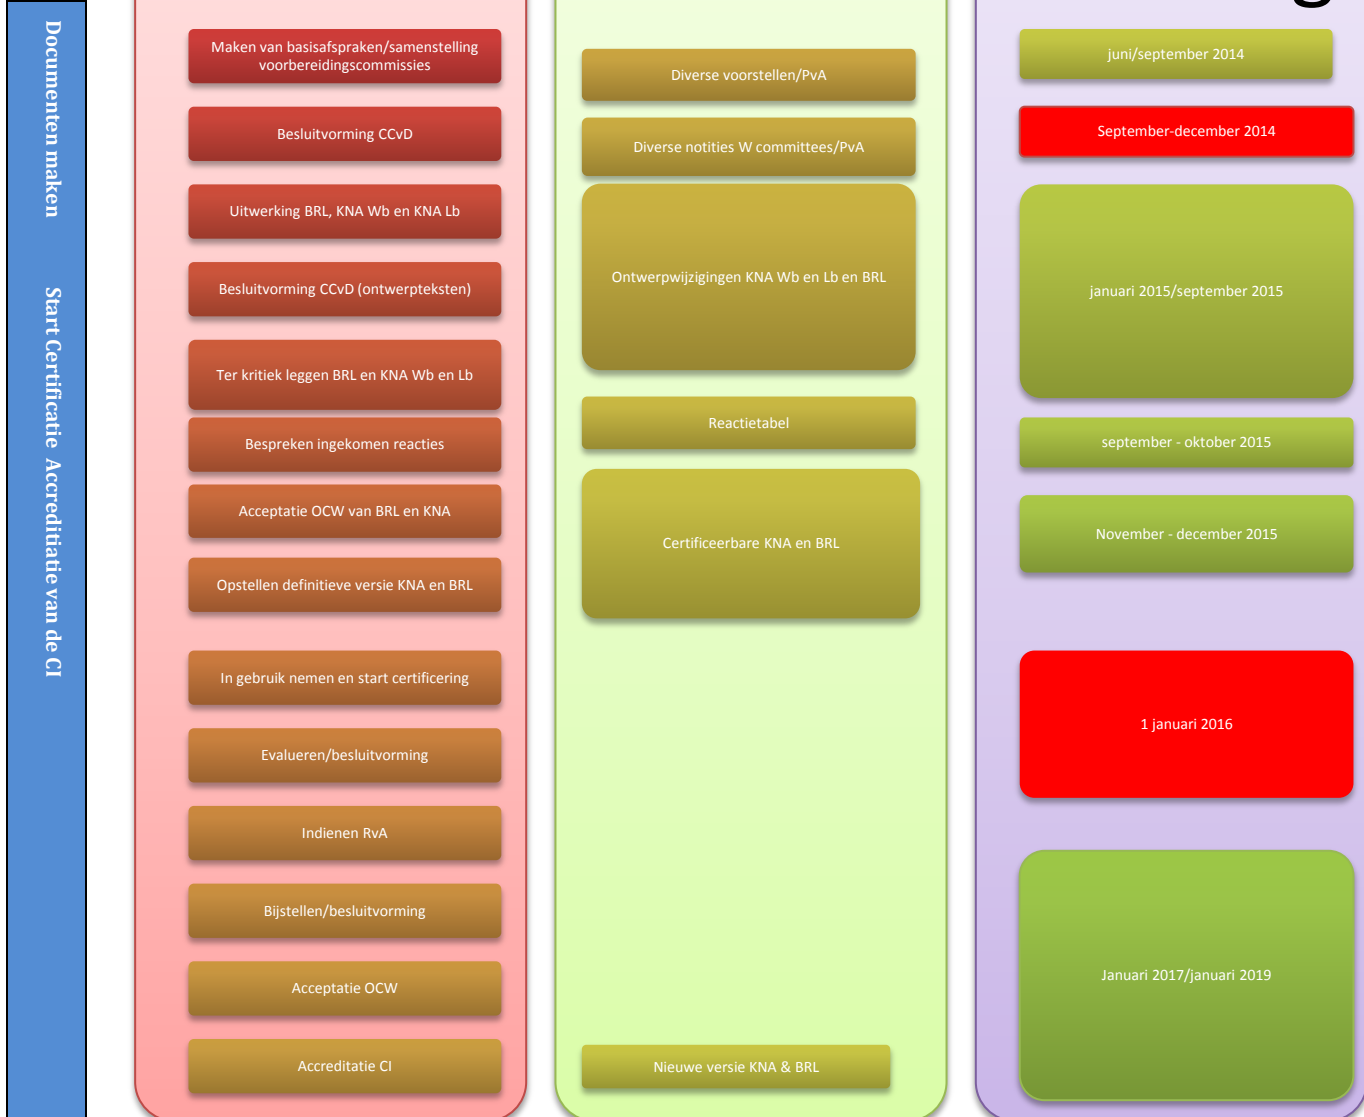 Documenten maken
Start Certificatie Accreditiatie van de CI
Maken van basisafspraken/samenstelling
voorbereidingscommissies
Besluitvorming CCvD
Uitwerking BRL, KNA Wb en KNA Lb
Besluitvorming CCvD (ontwerpteksten)
Ter kritiek leggen BRL en KNA Wb en Lb
Bespreken ingekomen reacties
Acceptatie OCW van BRL en KNA
Opstellen definitieve versie KNA en BRL
In gebruik nemen en start certificering
Evalueren/besluitvorming
Indienen RvA
Bijstellen/besluitvorming
Acceptatie OCW
Accreditatie CI
Diverse voorstellen/PvA
Diverse notities W committees/PvA
Ontwerpwijzigingen KNA Wb en Lb en BRL
Reactietabel
Certificeerbare KNA en BRL
Nieuwe versie KNA & BRL
juni/september 2014
September-december 2014
januari 2015/september 2015
september - oktober 2015
November - december 2015
1 januari 2016
Januari 2017/januari 2019